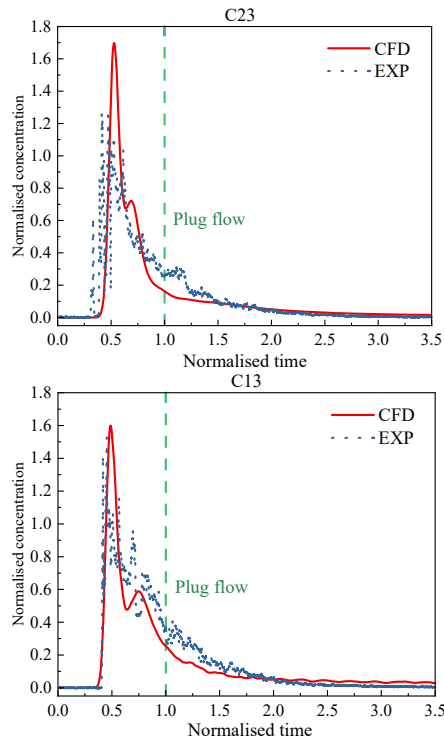 C23
1.8
1.6
1.4
1.2
1.0
0.8
0.6
0.4
0.2
0.0
Normalised concentration
CFD
EXP
Plug flow
0.0 0.5 1.0 1.5 2.0 2.5 3.0 3.5
Normalised time
C13
1.8
1.6
1.4
1.2
1.0
0.8
0.6
0.4
0.2
0.0
Normalised concentration
CFD
EXP
Plug flow
0.0 0.5 1.0 1.5 2.0 2.5 3.0 3.5
Normalised time